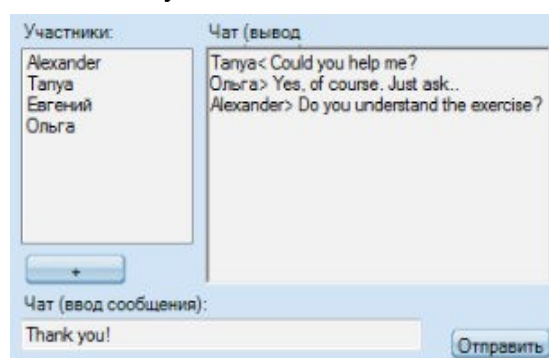 Участники:
Alexander
Tanya
Евгений
Ольга
+
Чат (вывод
Tanya< Could you help me?
Ольга> Yes, of course. Just ask..
Alexander> Do you understand the exercise?
Чат (ввод сообщения):
Thank you!
Отправить